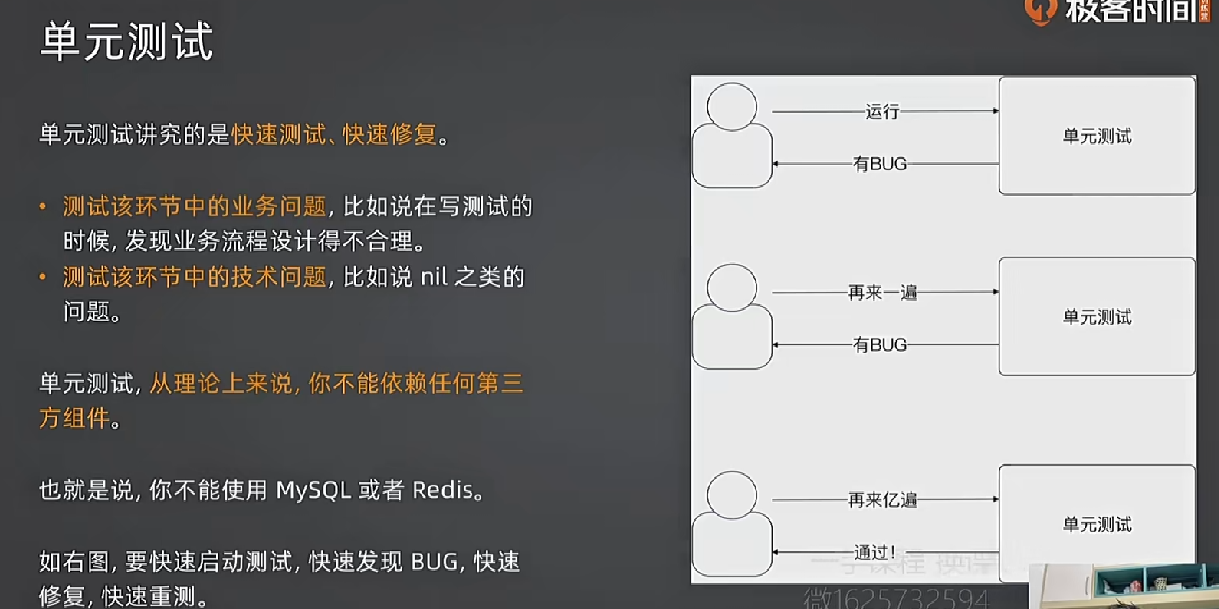 单元测试
极客时间
单元测试讲究的是快速测试、快速修复。
• 测试该环节中的业务问题, 比如说在写测试的
时候, 发现业务流程设计得不合理。
• 测试该环节中的技术问题, 比如说 nil 之类的
问题。
单元测试, 从理论上来说, 你不能依赖任何第三
方组件。
也就是说, 你不能使用 MySQL 或者 Redis。
如右图, 要快速启动测试, 快速发现 BUG, 快速
修复, 快速重测。
运行
有BUG
单元测试
再来一遍
有BUG
单元测试
再来亿遍
通过!
单元测试
微1625732594